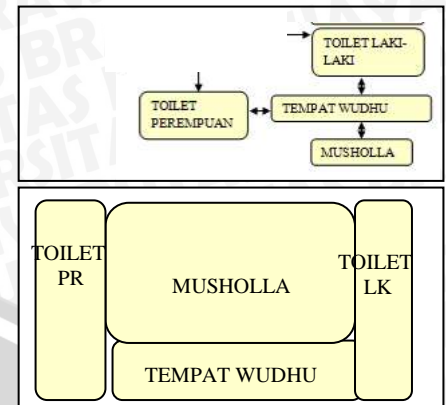 TOILET LAKI-
LAKI
TOILET
PEREMPUAN
TEMPAT WUDHU
MUSHOLLA
TOILET
PR
MUSHOLLA
TOILET
LK
TEMPAT WUDHU